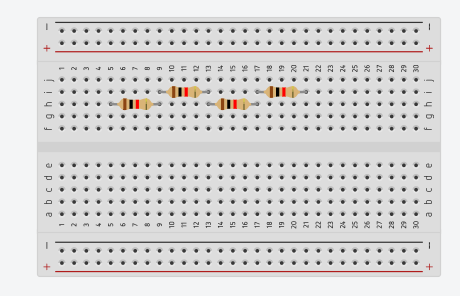 – –
+ +
1 2 3 4 5 6 7 8 9 10 11 12 13 14 15 16 17 18 19 20 21 22 23 24 25 26 27 28 29 30
j j
i i
h h
g g
f f
e e
d d
c c
b b
a a
1 2 3 4 5 6 7 8 9 10 11 12 13 14 15 16 17 18 19 20 21 22 23 24 25 26 27 28 29 30
– –
+ +